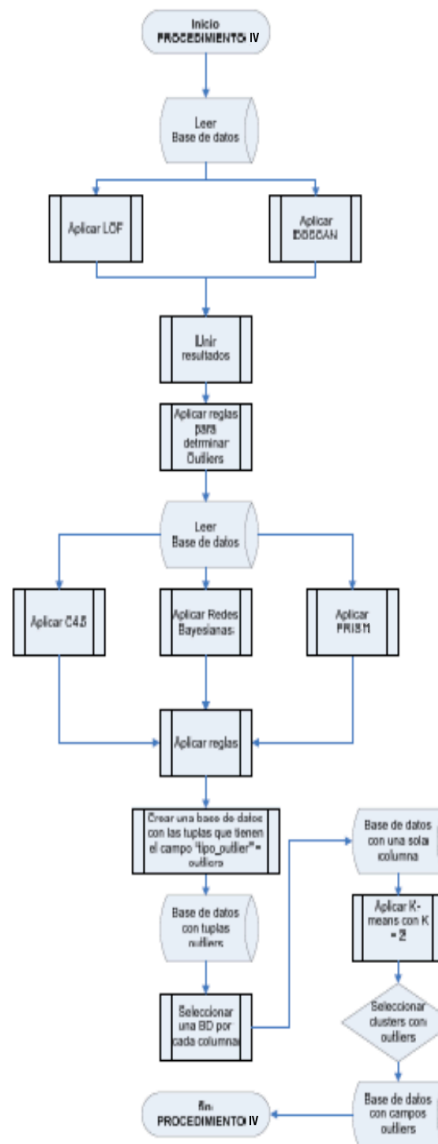 Inicio
PROCEDIMIENTO IV
Leer
Base de datos
Aplicar LOF
Aplicar
Unir
resultados
Aplicar reglas
para
detrminar
Outliers
Leer
Base de datos
Aplicar C4.5
Aplicar Redes
Bayesianas
Aplicar
PRISM
Aplicar reglas
Crear una base de datos
con las tuplas que tienen
el campo "tipo_outlier" =
outliers
Base de datos
con tuplas
outliers
Seleccionar
una BD por
cada columna
Base de datos
con una sola
columna
Aplicar K-
means con K
= 2
Seleccionar
clusters con
outliers
Base de datos
con campos
outliers
fin
PROCEDIMIENTO IV